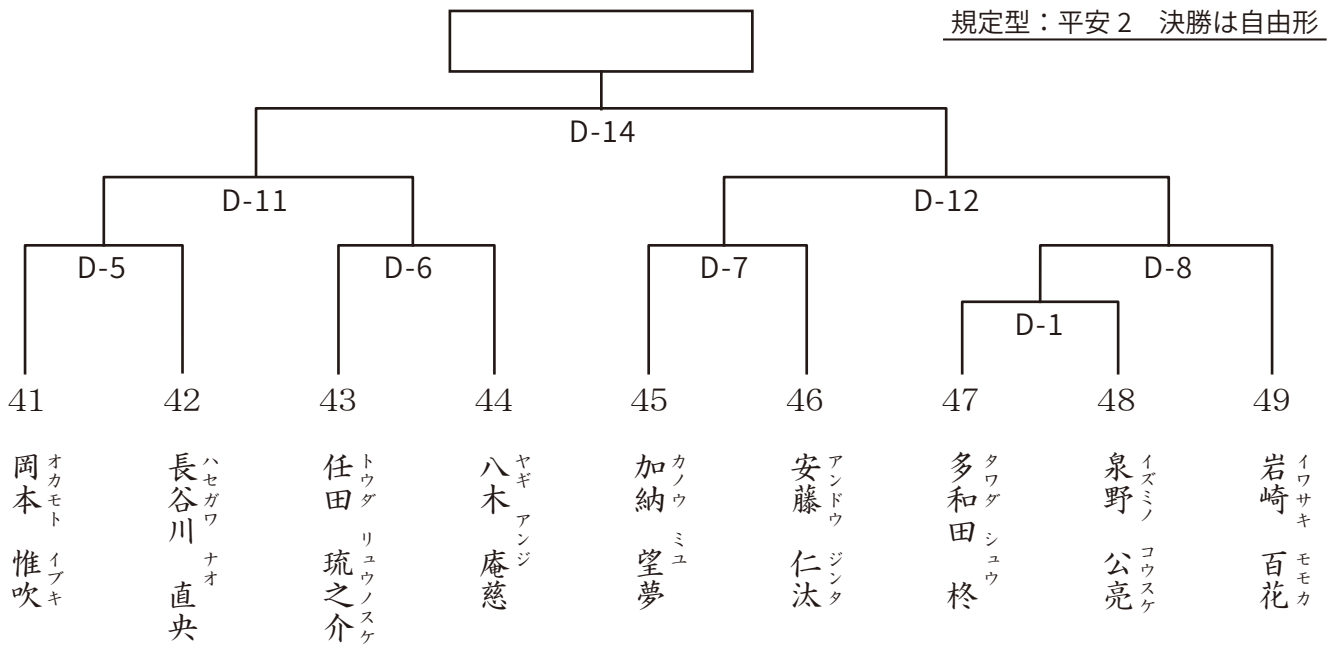 規定型：平安２　決勝は自由形
D-14
D-11
D-12
D-5
D-6
D-7
D-8
D-1
41
42
43
44
45
46
47
48
49
岡本　惟吹
オカモト　イブキ
長谷川　直央
ハセガワ　ナオ
任田　琉之介
トウダ　リュウノスケ
八木　庵慈
ヤギ　アンジ
加納　望夢
カノウ　ミユ
安藤　仁汰
アンドウ　ジンタ
多和田　柊
タワダ　シュウ
泉野　公亮
イズミノ　コウスケ
岩崎　百花
イワサキ　モモカ